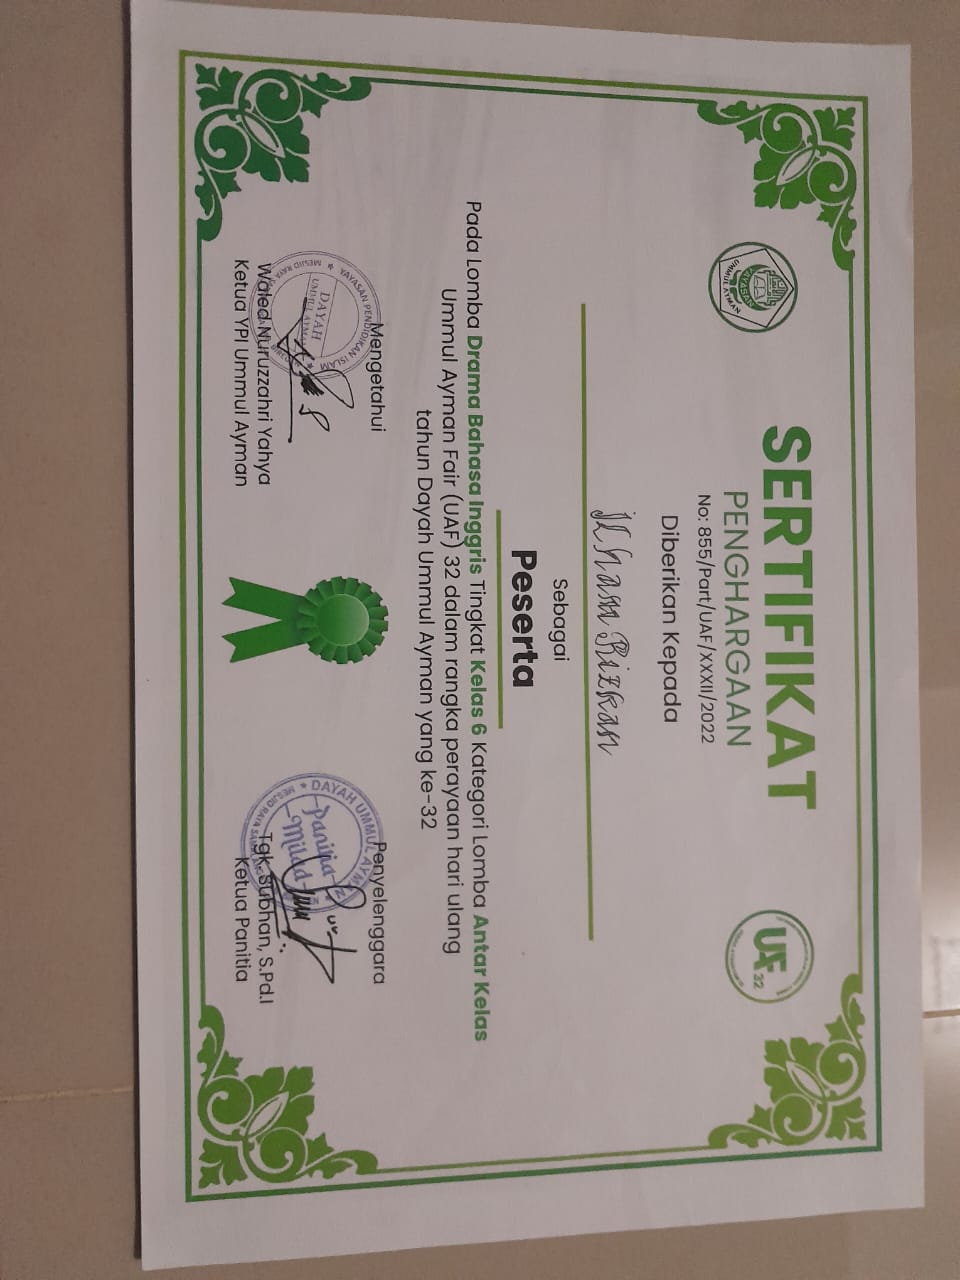 YAYASAN
UMMUL AYMAN
UAF
32
SERTIFIKAT
PENGHARGAAN
No: 855/Part/UAF/XXXII/2022
Diberikan Kepada
Rizkan
Sebagai
Peserta
Pada Lomba Drama Bahasa Inggris Tingkat Kelas 6 Kategori Lomba Antar Kelas
Ummul Ayman Fair (UAF) 32 dalam rangka perayaan hari ulang
tahun Dayah Ummul Ayman yang ke-32
Mengetahui
YAYASAN PENDIDIKAN ISLAM
DAYAH
UMMUL AYMAN
MESJID RAYA
Waled Nuruzzahri Yahya
Ketua YPI Ummul Ayman
Penyelenggara
DAYAH UMMUL AYMAN
Panitia
Milad
MESJID RAYA
Tgk. Subhan, S.Pd.I
Ketua Panitia